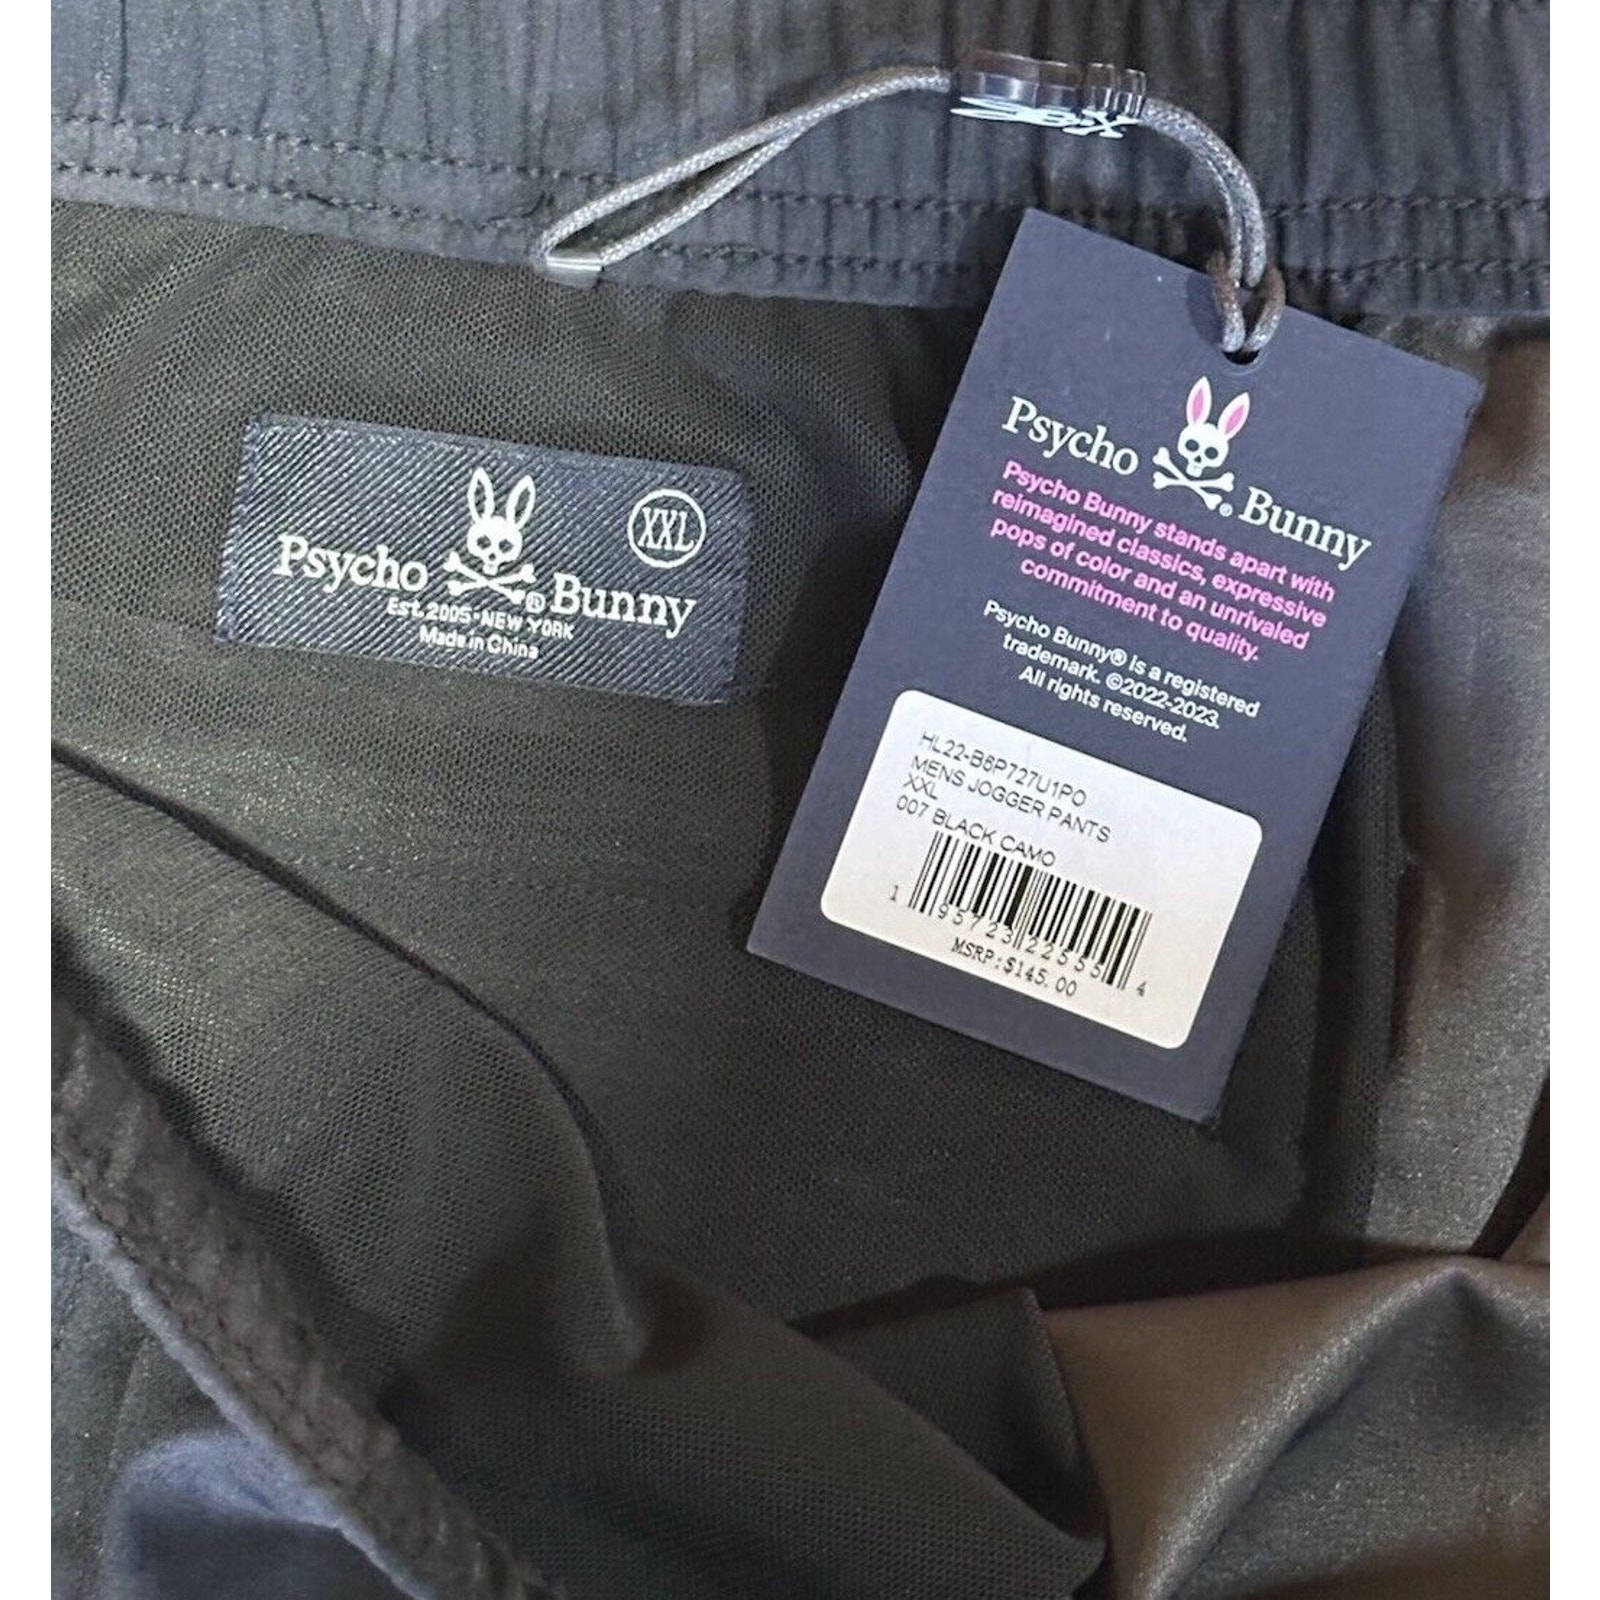 Psycho Bunny
XXL
Est. 2005 · NEW YORK
Made in China
Psycho Bunny
Psycho Bunny stands apart with
reimagined classics, expressive
pops of color and an unrivaled
commitment to quality.
Psycho Bunny® is a registered
trademark. ©2022-2023.
All rights reserved.
HL22-B6P727U1PO
MENS JOGGER PANTS
XXL
007 BLACK CAMO
1 95723 22555 4
MSRP:$145.00